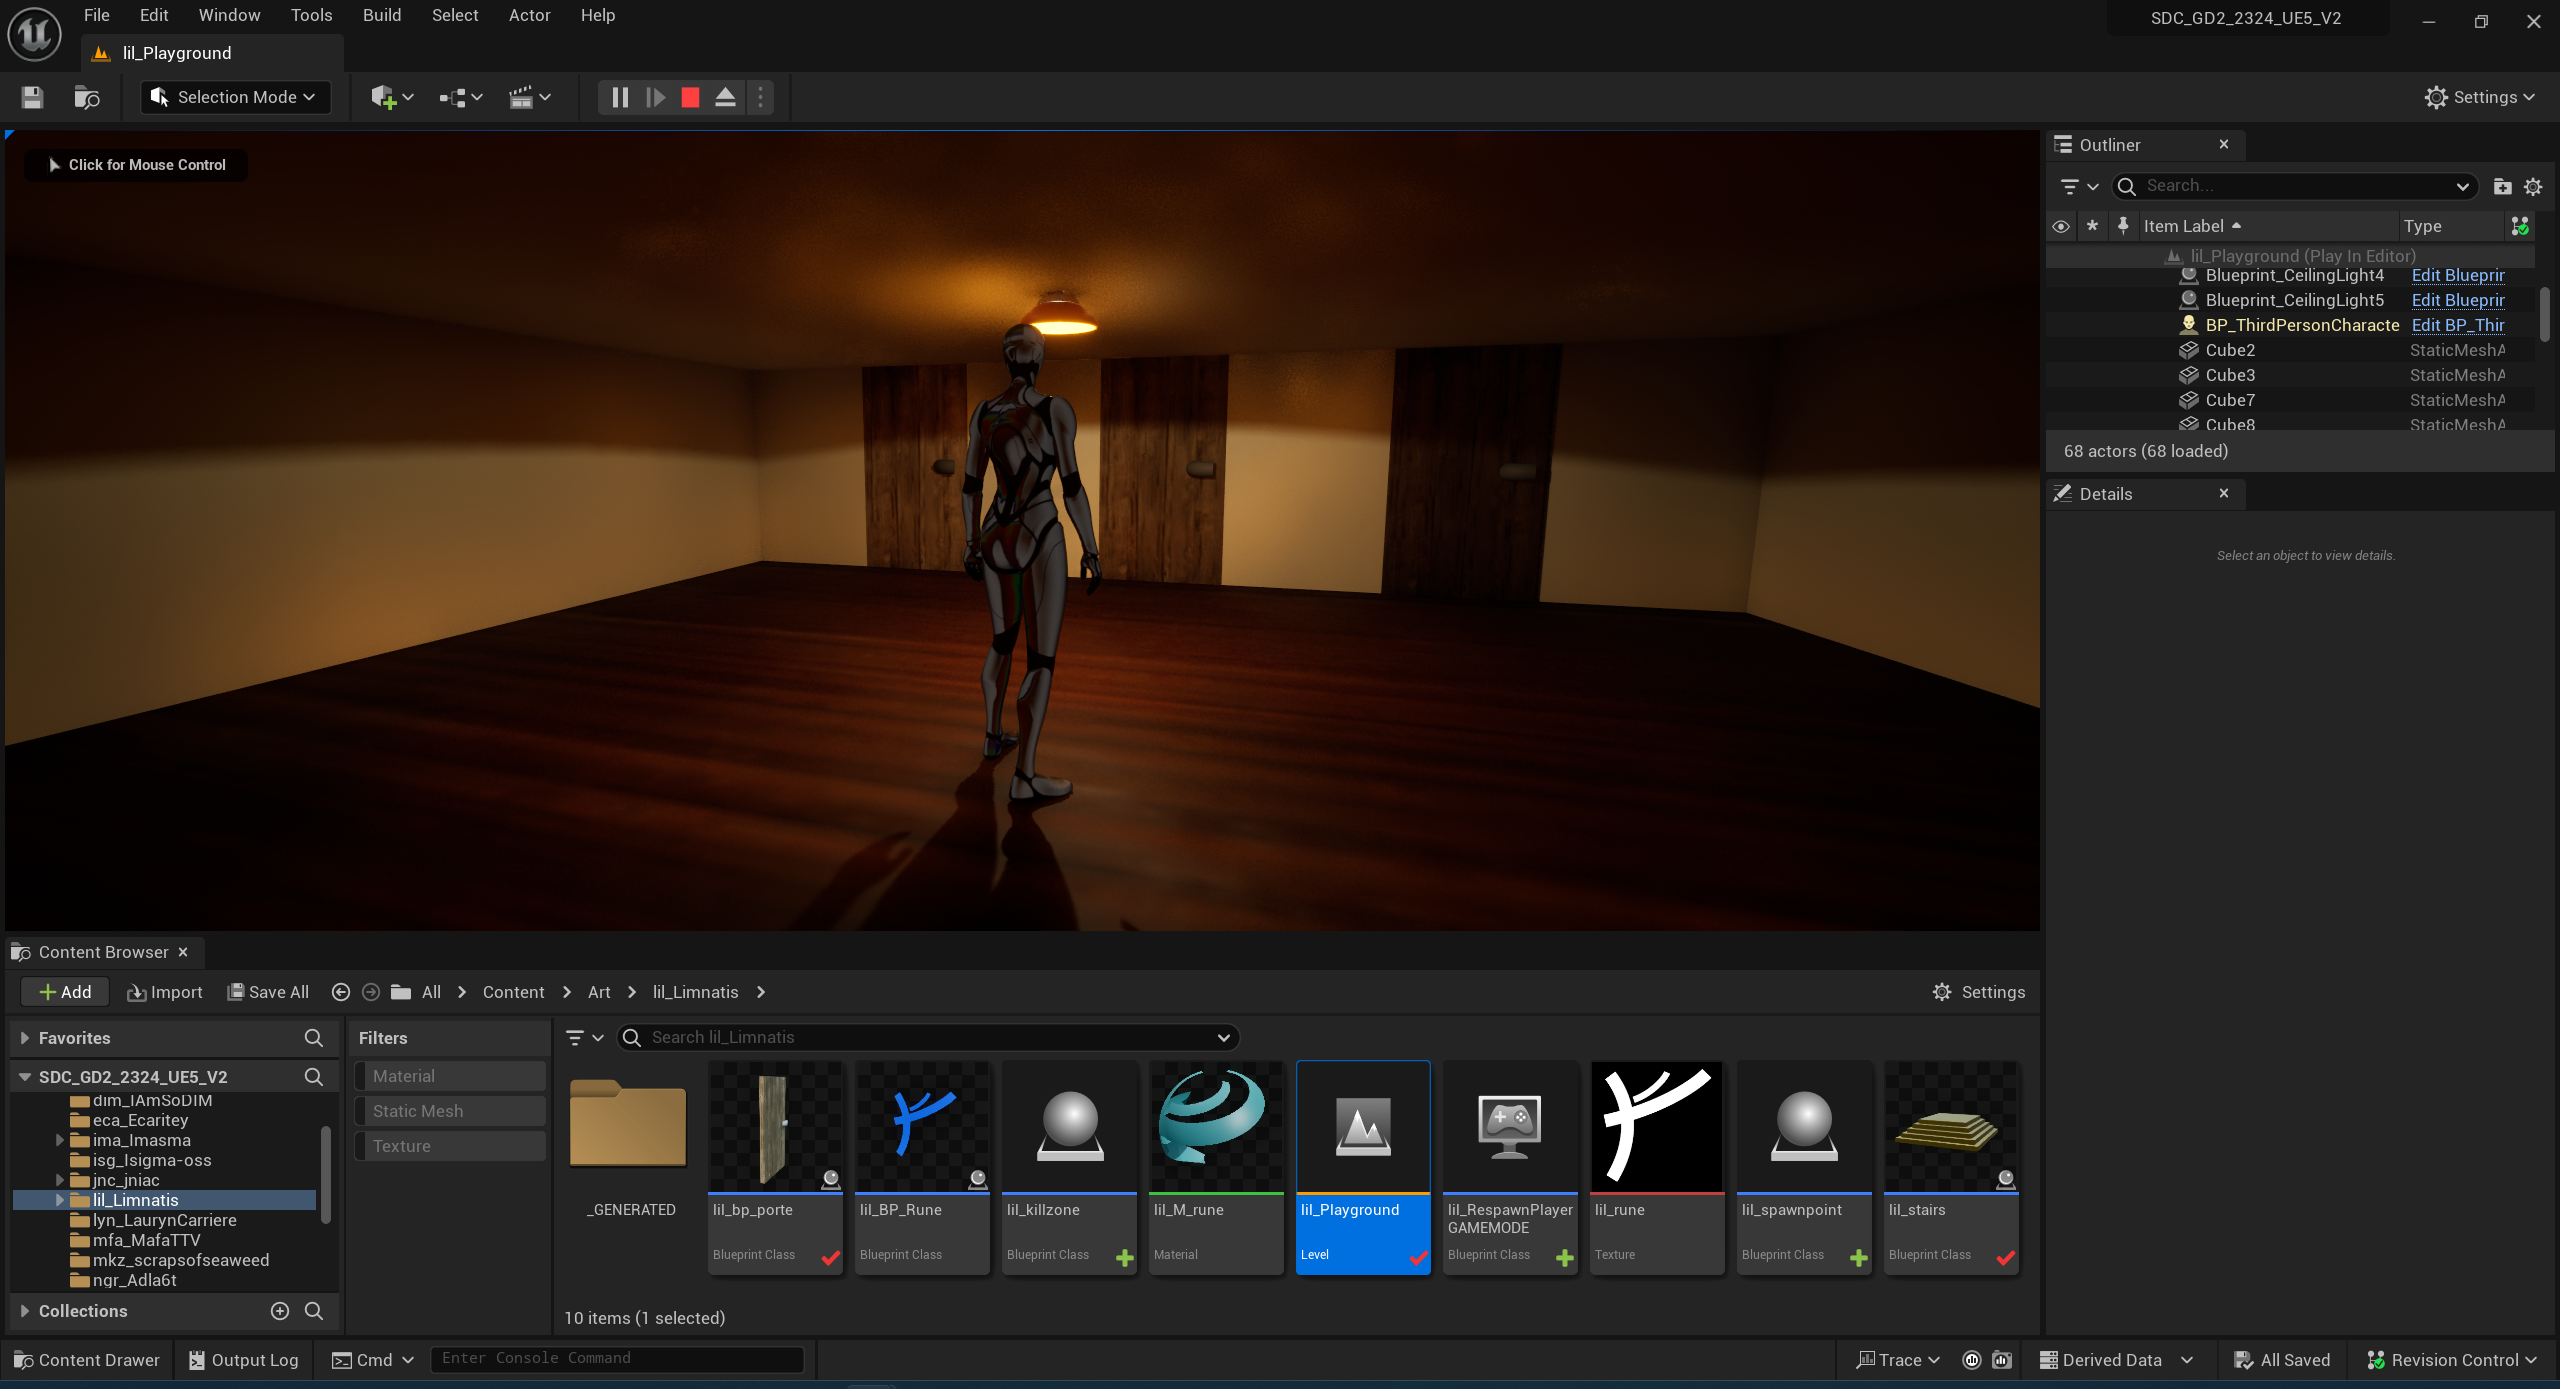 File Edit Window Tools Build Select Actor Help
SDC_GD2_2324_UE5_V2
lil_Playground
Selection Mode
Settings
Click for Mouse Control
Outliner
Search...
Item Label Type
lil_Playground (Play In Editor)
Blueprint_CeilingLight4 Edit Blueprir
Blueprint_CeilingLight5 Edit Blueprir
BP_ThirdPersonCharacte Edit BP_Thir
Cube2 StaticMeshA
Cube3 StaticMeshA
Cube7 StaticMeshA
Cube8 StaticMeshA
68 actors (68 loaded)
Details
Select an object to view details.
Content Browser
Add Import Save All All Content Art lil_Limnatis Settings
Favorites
SDC_GD2_2324_UE5_V2
dim_IAmSoDIM
eca_Ecaritey
ima_Imasma
isg_Isigma-oss
jnc_jniac
lil_Limnatis
lyn_LaurynCarriere
mfa_MafaTTV
mkz_scrapsofseaweed
ngr_Adla6t
Collections
Filters
Material
Static Mesh
Texture
Search lil_Limnatis
_GENERATED
lil_bp_porte
Blueprint Class
lil_BP_Rune
Blueprint Class
lil_killzone
Blueprint Class
lil_M_rune
Material
lil_Playground
Level
lil_RespawnPlayer
GAMEMODE
Blueprint Class
lil_rune
Texture
lil_spawnpoint
Blueprint Class
lil_stairs
Blueprint Class
10 items (1 selected)
Content Drawer Output Log Cmd Enter Console Command Trace Derived Data All Saved Revision Control